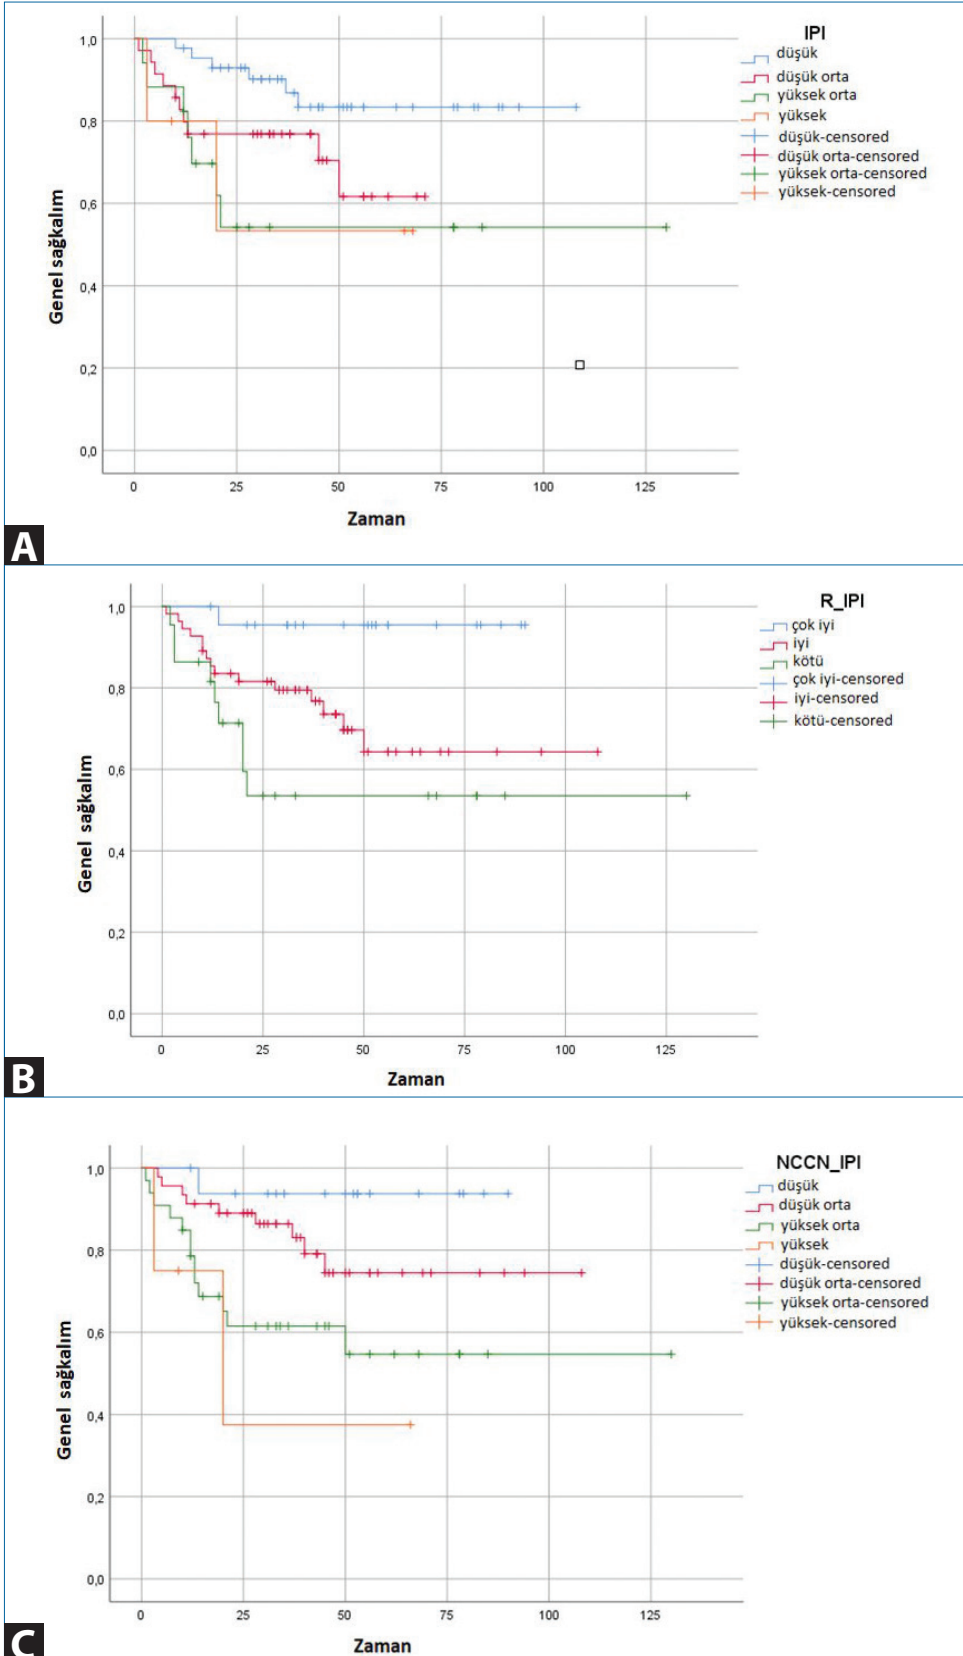 IPI
düşük
düşük orta
yüksek orta
yüksek
düşük-censored
düşük orta-censored
yüksek orta-censored
yüksek-censored
1,0
0,8
0,6
0,4
0,2
0,0
Genel sağkalım
0 25 50 75 100 125
Zaman
A
R_IPI
çok iyi
iyi
kötü
çok iyi-censored
iyi-censored
kötü-censored
1,0
0,8
0,6
0,4
0,2
0,0
Genel sağkalım
0 25 50 75 100 125
Zaman
B
NCCN_IPI
düşük
düşük orta
yüksek orta
yüksek
düşük-censored
düşük orta-censored
yüksek orta-censored
yüksek-censored
1,0
0,8
0,6
0,4
0,2
0,0
Genel sağkalım
0 25 50 75 100 125
Zaman
C